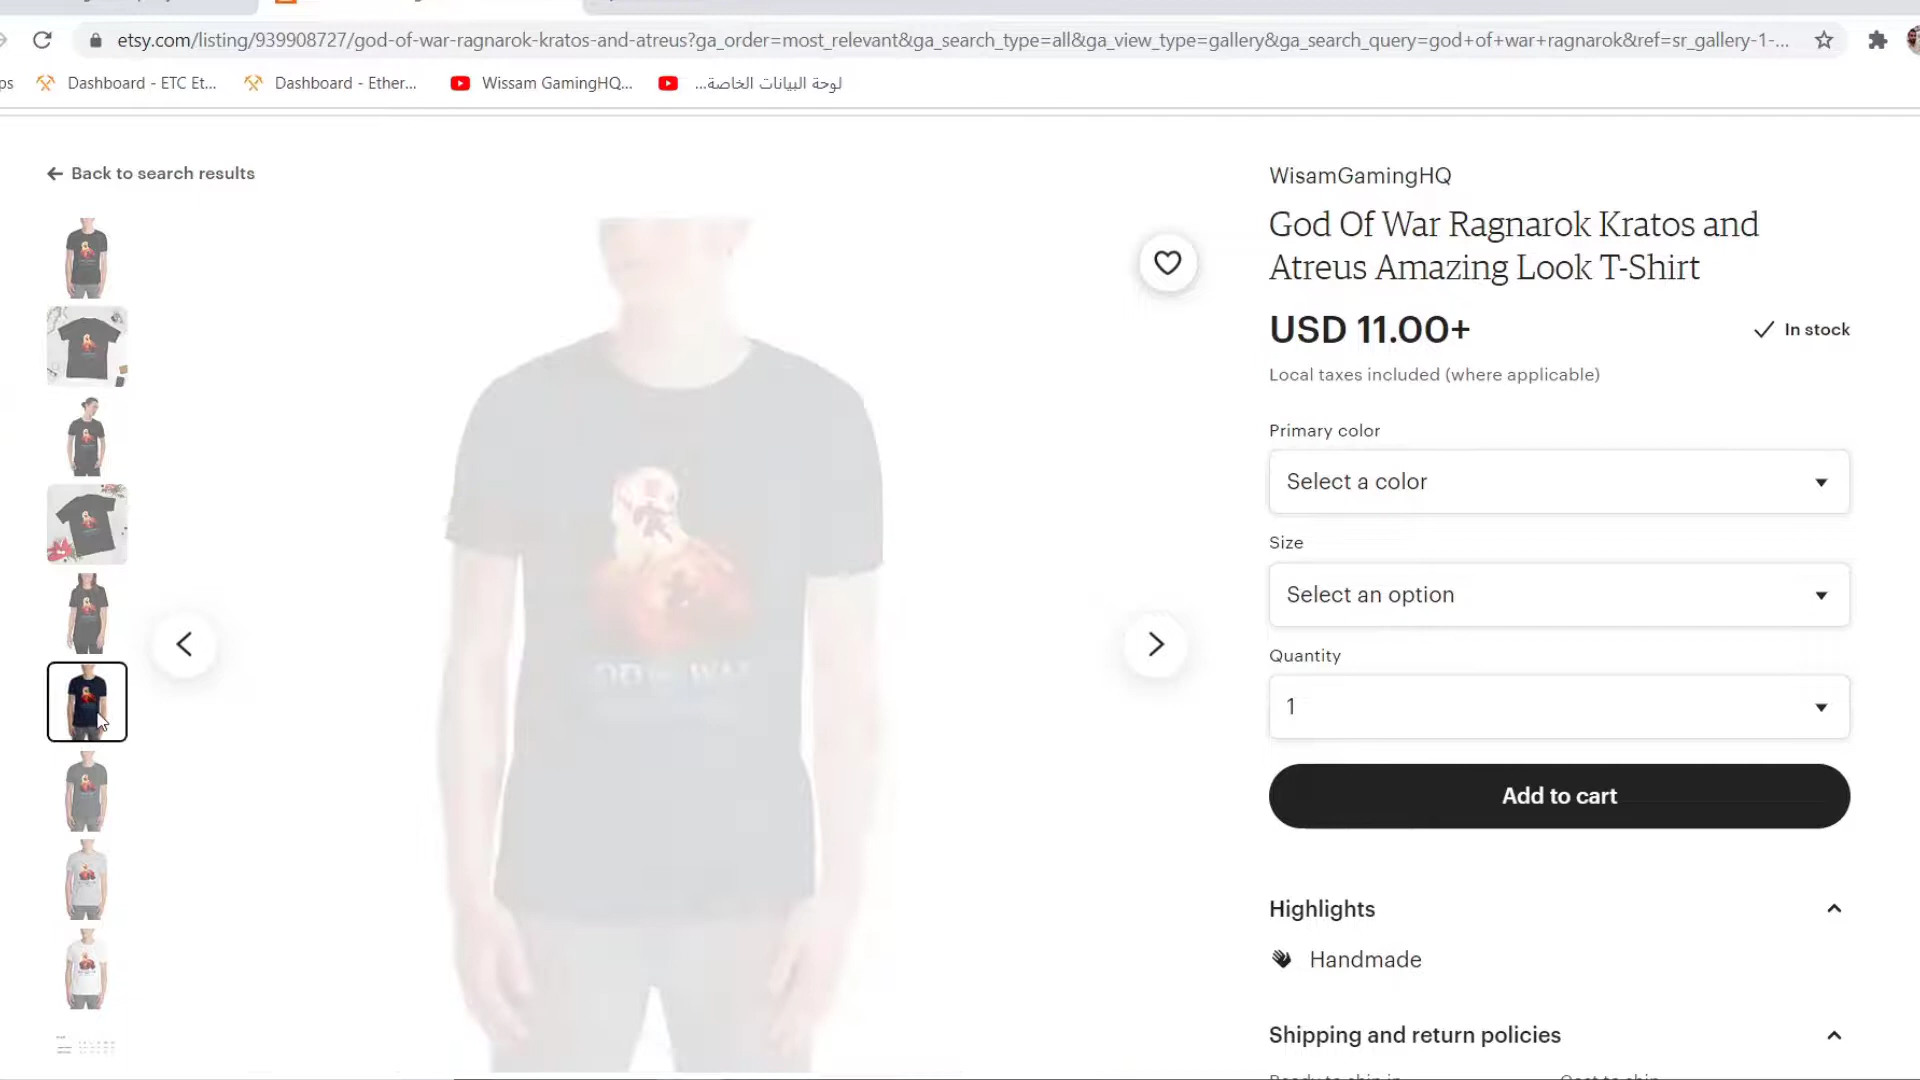 etsy.com/listing/939908727/god-of-war-ragnarok-kratos-and-atreus?ga_order=most_relevant&ga_search_type=all&ga_view_type=gallery&ga_search_query=god+of+war+ragnarok&ref=sr_gallery-1-...
ps Dashboard - ETC Et... Dashboard - Ether... Wissam GamingHQ... لوحة البيانات الخاصة...
Back to search results
WisamGamingHQ
God Of War Ragnarok Kratos and
Atreus Amazing Look T-Shirt
USD 11.00+
In stock
Local taxes included (where applicable)
Primary color
Select a color
Size
Select an option
Quantity
1
Add to cart
Highlights
Handmade
Shipping and return policies